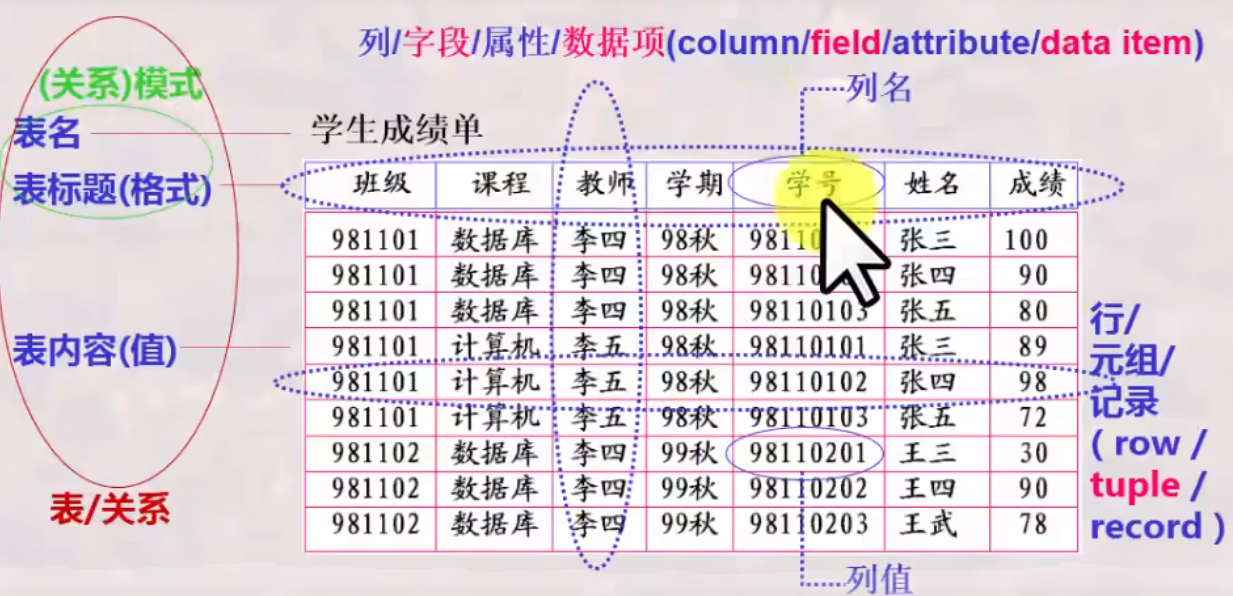 列/字段/属性/数据项(column/field/attribute/data item)
(关系)模式
列名
表名
学生成绩单
表标题(格式)
班级 课程 教师 学期 学号 姓名 成绩
981101 数据库 李四 98秋 98110 张三 100
981101 数据库 李四 98秋 98110 张四 90
981101 数据库 李四 98秋 98110103 张五 80
981101 计算机 李五 98秋 98110101 张三 89
981101 计算机 李五 98秋 98110102 张四 98
981101 计算机 李五 98秋 98110103 张五 72
981102 数据库 李四 99秋 98110201 王三 30
981102 数据库 李四 99秋 98110202 王四 90
981102 数据库 李四 99秋 98110203 王武 78
表内容(值)
行/
元组/
记录
( row /
tuple /
record )
表/关系
列值